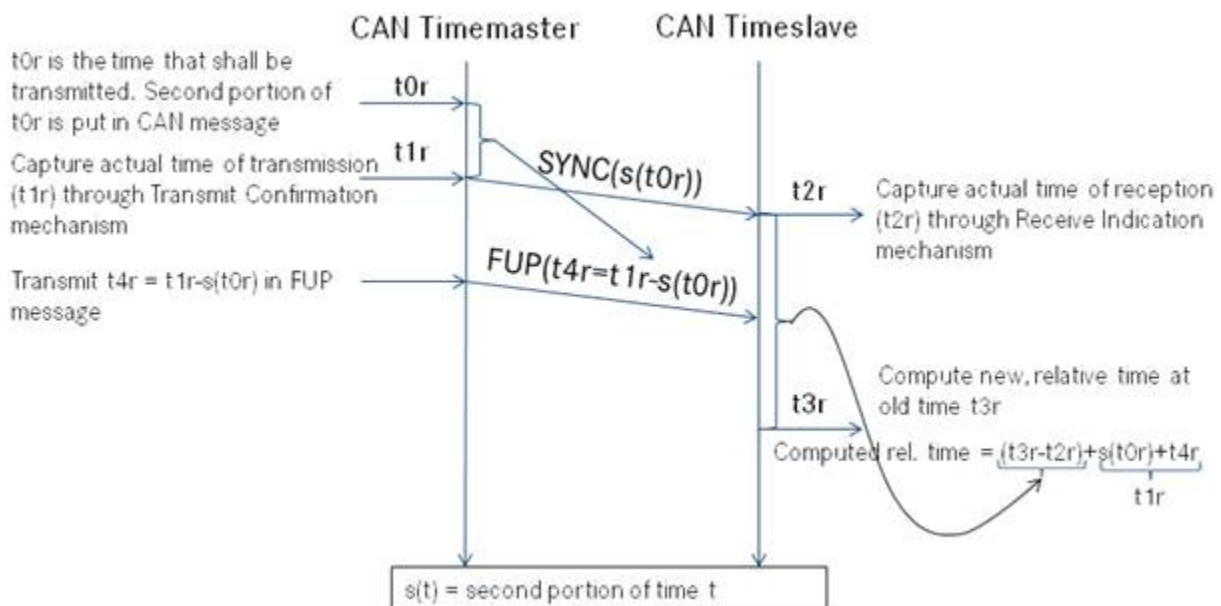 CAN Timemaster
CAN Timeslave
t0r is the time that shall be
transmitted. Second portion of
t0r is put in CAN message
t0r
Capture actual time of transmission
(t1r) through Transmit Confirmation
mechanism
t1r
SYNC(s(t0r))
t2r
Capture actual time of reception
(t2r) through Receive Indication
mechanism
Transmit t4r = t1r-s(t0r) in FUP
message
FUP(t4r=t1r-s(t0r))
t3r
Compute new, relative time at
old time t3r
Computed rel. time = (t3r-t2r)+s(t0r)+t4r
t1r
s(t) = second portion of time t